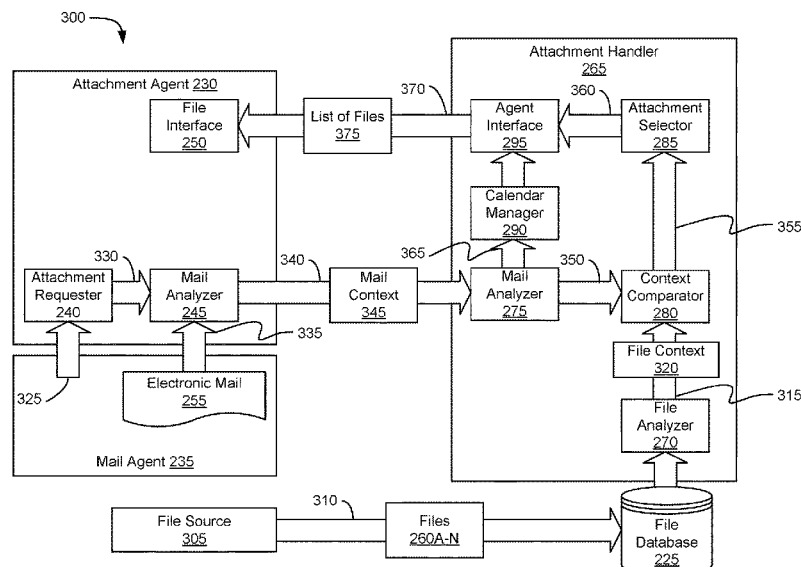 300
Attachment Handler
265
Attachment Agent 230
File
Interface
250
List of Files
375
370
Agent
Interface
295
360
Attachment
Selector
285
Calendar
Manager
290
355
330
365
340
350
Attachment
Requester
240
Mail
Analyzer
245
Mail
Context
345
Mail
Analyzer
275
Context
Comparator
280
335
File Context
320
325
Electronic Mail
255
315
File
Analyzer
270
Mail Agent 235
310
File Source
305
Files
260A-N
File
Database
225